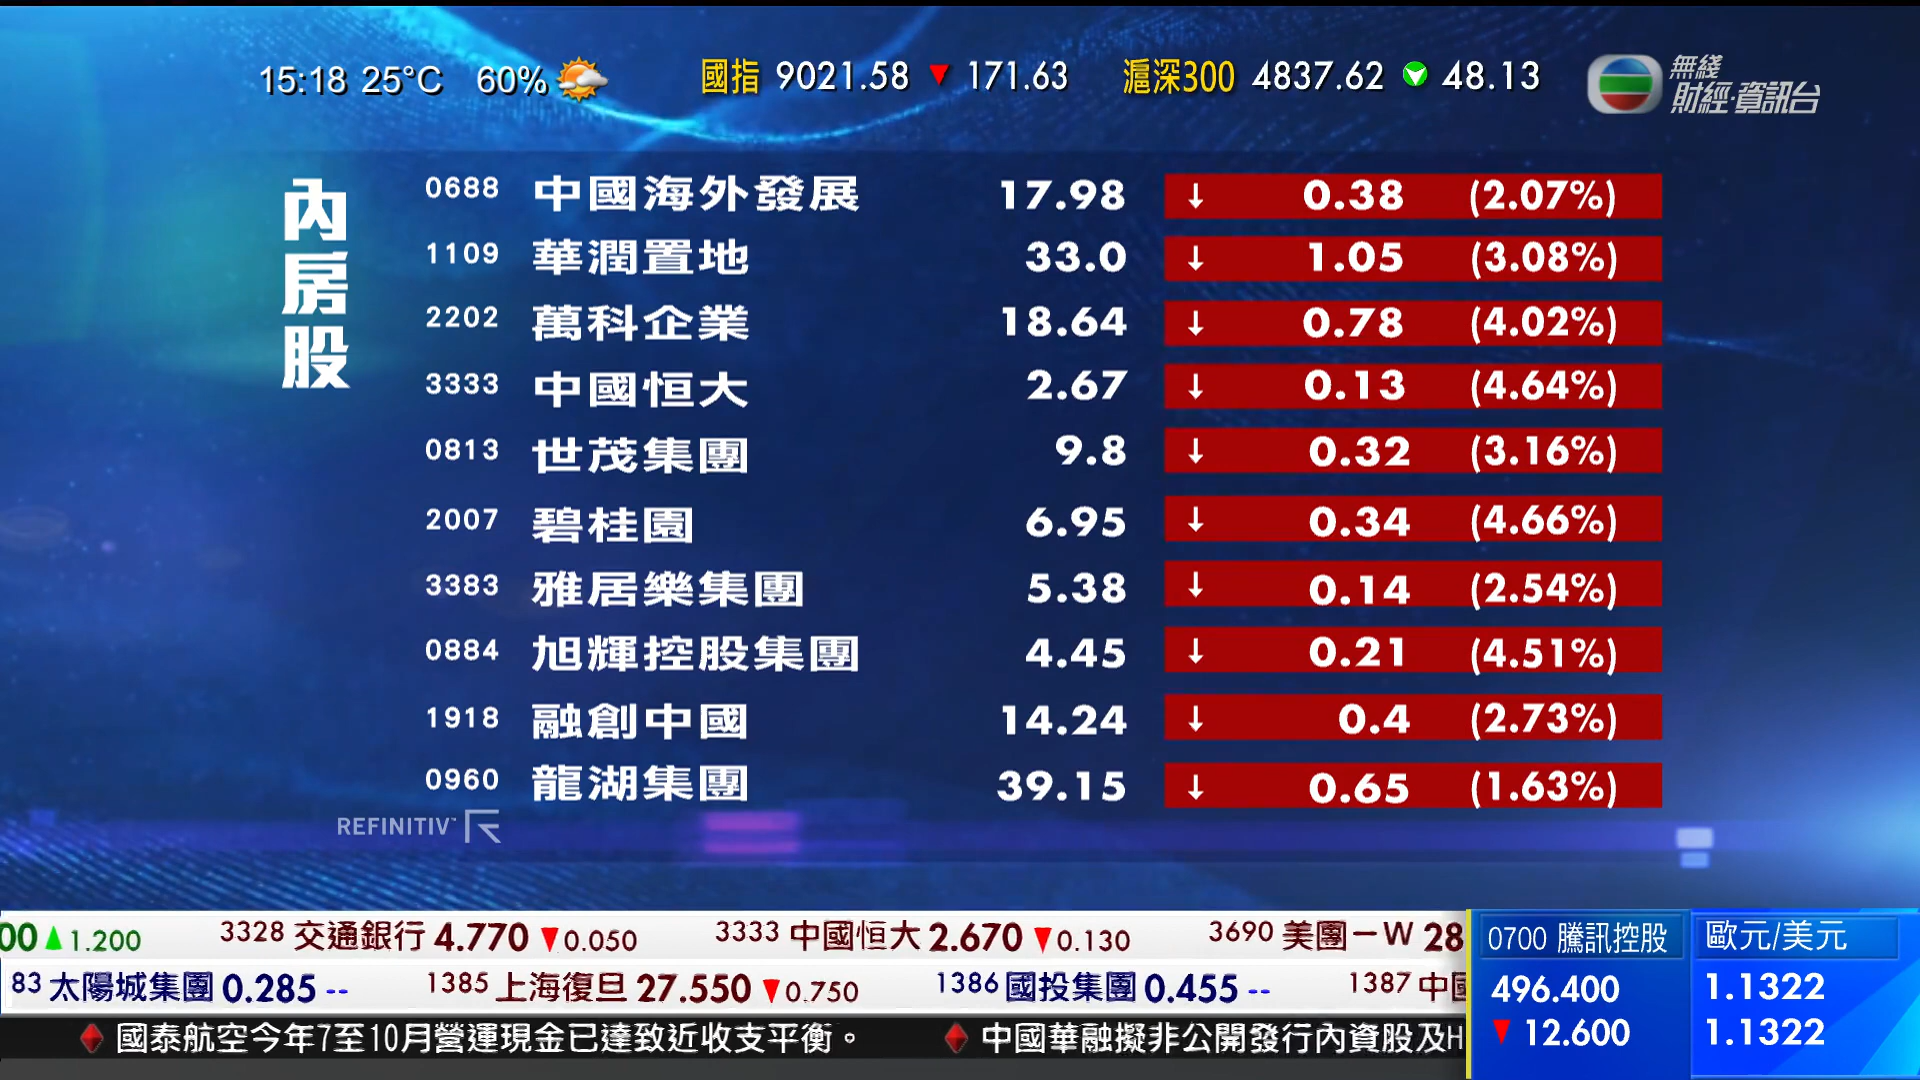 15:18 25°C 60% 國指 9021.58 ▼ 171.63 滬深300 4837.62 48.13 無綫
財經·資訊台
內房股
0688 中國海外發展 17.98 ↓ 0.38 (2.07%)
1109 華潤置地 33.0 ↓ 1.05 (3.08%)
2202 萬科企業 18.64 ↓ 0.78 (4.02%)
3333 中國恒大 2.67 ↓ 0.13 (4.64%)
0813 世茂集團 9.8 ↓ 0.32 (3.16%)
2007 碧桂園 6.95 ↓ 0.34 (4.66%)
3383 雅居樂集團 5.38 ↓ 0.14 (2.54%)
0884 旭輝控股集團 4.45 ↓ 0.21 (4.51%)
1918 融創中國 14.24 ↓ 0.4 (2.73%)
0960 龍湖集團 39.15 ↓ 0.65 (1.63%)
REFINITIV
00 ▲ 1.200 3328 交通銀行 4.770 ▼ 0.050 3333 中國恒大 2.670 ▼ 0.130 3690 美團－W 28
83 太陽城集團 0.285 -- 1385 上海復旦 27.550 ▼ 0.750 1386 國投集團 0.455 -- 1387 中
國泰航空今年7至10月營運現金已達致近收支平衡。 中國華融擬非公開發行內資股及H
0700 騰訊控股
496.400
▼ 12.600
歐元/美元
1.1322
1.1322